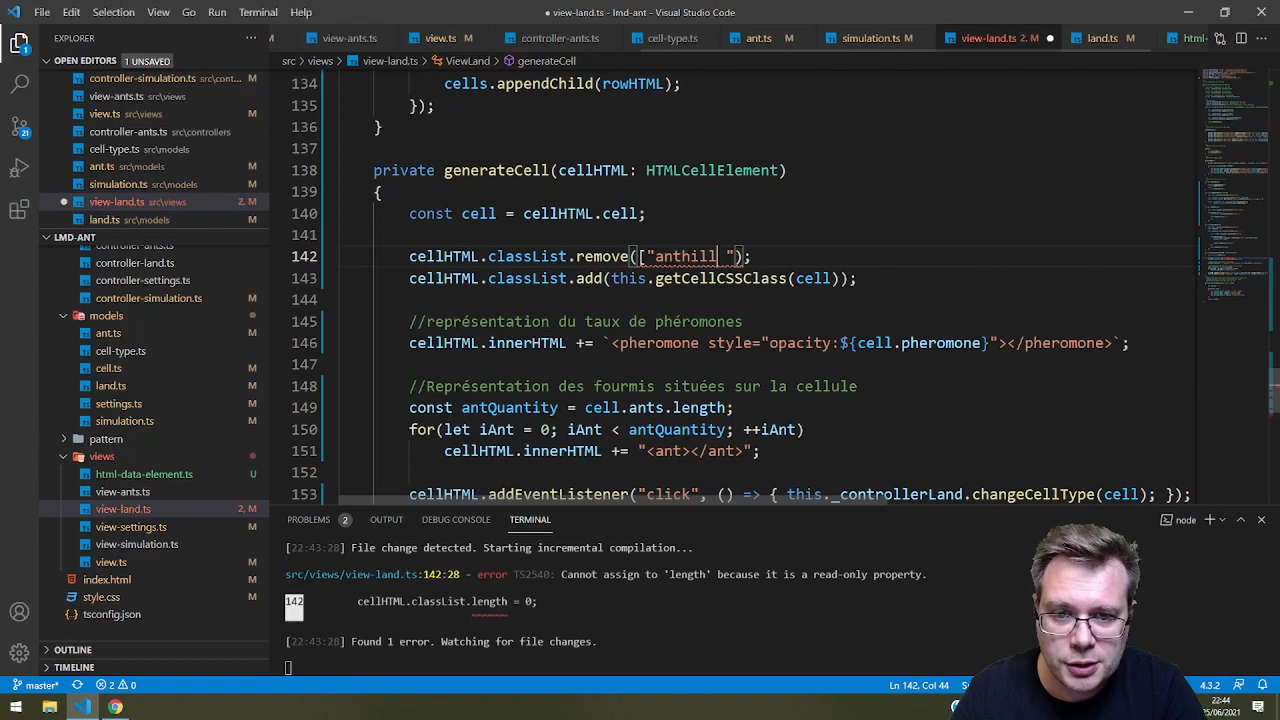 File Edit Selection View Go Run Terminal Help
● view-land.ts - lmd-ant - Visual Studio Code
EXPLORER
view-ants.ts
view.ts M
controller-ants.ts
cell-type.ts
ant.ts M
simulation.ts M
view-land.ts 2, M
land.ts M
html
OPEN EDITORS 1 UNSAVED
src > views > view-land.ts > ViewLand > generateCell
controller-simulation.ts src\cont... M
view-ants.ts src\views
view.ts src\views M
controller-ants.ts src\controllers
cell-type.ts src\models
ant.ts src\models M
simulation.ts src\models M
view-land.ts src\views 2, M
land.ts src\models M
LMD-ANT
controller-ants.ts
controller-land.ts
controller-settings.ts
controller-simulation.ts M
models
ant.ts M
cell-type.ts
cell.ts M
land.ts M
settings.ts M
simulation.ts M
pattern
views
html-data-element.ts U
view-ants.ts
view-land.ts 2, M
view-settings.ts M
view-simulation.ts
view.ts M
index.html M
style.css M
tsconfig.json
OUTLINE
TIMELINE
134 cells.appendChild(rowHTML);
135 });
136 }
137
138 private generateCell(cellHTML: HTMLCellElement)
139 {
140 const cell = cellHTML.cell;
141
142 cellHTML.classList.remove(["anthill ");
143 cellHTML.classList.add(this.getCellCSSClass(cell));
144
145 //représentation du taux de phéromones
146 cellHTML.innerHTML += `<pheromone style="opacity:${cell.pheromone}"></pheromone>`;
147
148 //Représentation des fourmis situées sur la cellule
149 const antQuantity = cell.ants.length;
150 for(let iAnt = 0; iAnt < antQuantity; ++iAnt)
151 cellHTML.innerHTML += "<ant></ant>";
152
153 cellHTML.addEventListener("click", () => { this._controllerLand.changeCellType(cell); });
PROBLEMS 2 OUTPUT DEBUG CONSOLE TERMINAL
node
[22:43:28] File change detected. Starting incremental compilation...
src/views/view-land.ts:142:28 - error TS2540: Cannot assign to 'length' because it is a read-only property.
142 cellHTML.classList.length = 0;
[22:43:28] Found 1 error. Watching for file changes.
master* 2 0
Ln 142, Col 44
4.3.2
22:44
25/06/2021
1
21